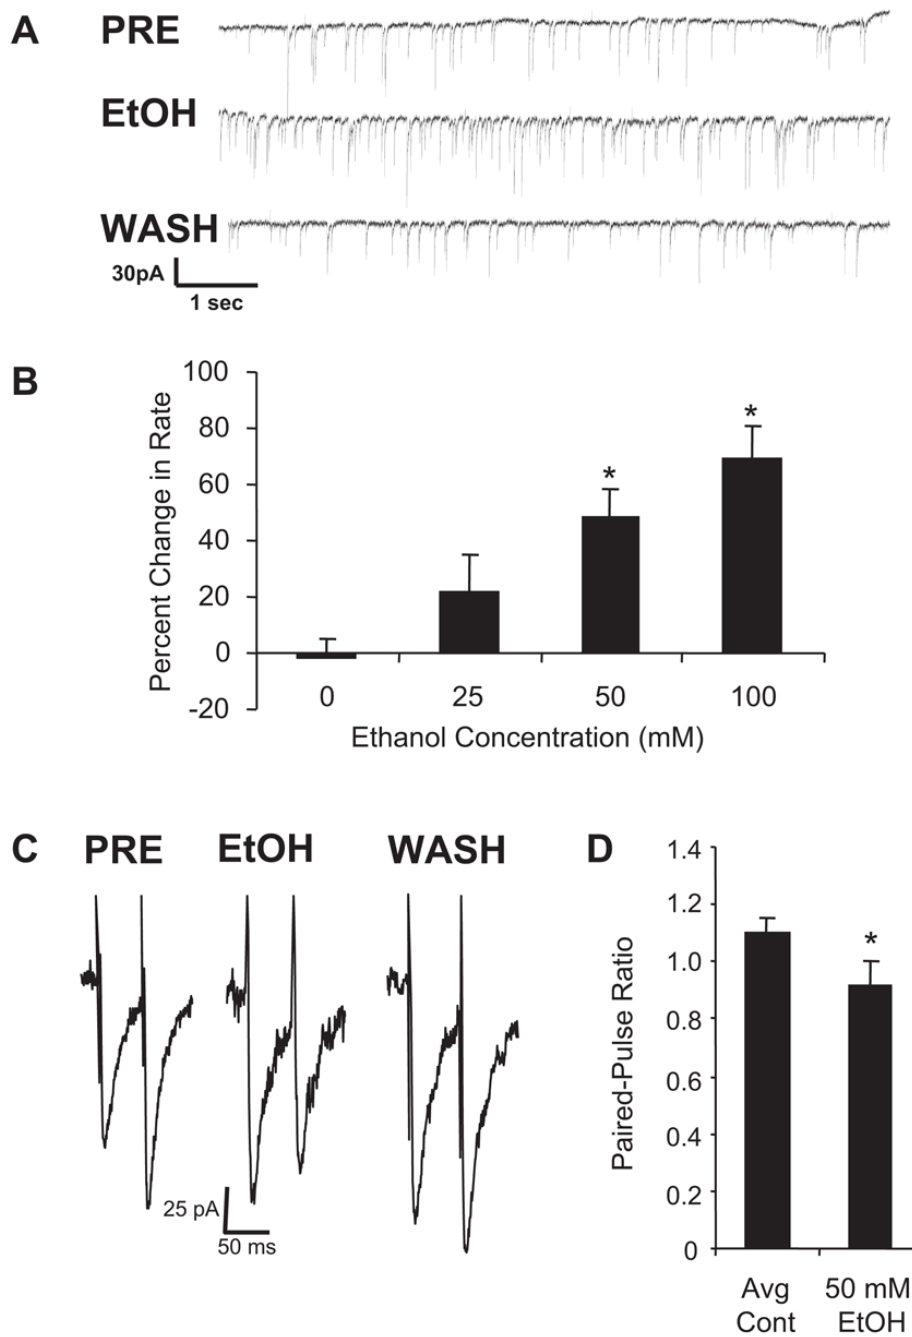 A
PRE
EtOH
WASH
30pA
1 sec
B
Percent Change in Rate
100
80
60
40
20
0
-20
*
*
0 25 50 100
Ethanol Concentration (mM)
C
PRE EtOH WASH
25 pA
50 ms
D
Paired-Pulse Ratio
1.4
1.2
1.0
0.8
0.6
0.4
0.2
0
*
Avg 50 mM
Cont EtOH